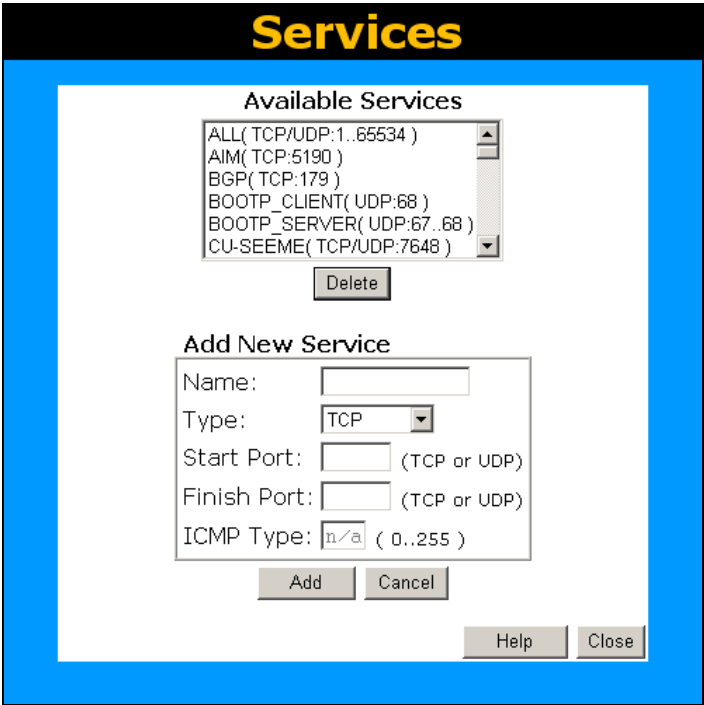 Services
Available Services
ALL( TCP/UDP:1..65534 )
AIM( TCP:5190 )
BGP( TCP:179 )
BOOTP_CLIENT( UDP:68 )
BOOTP_SERVER( UDP:67..68 )
CU-SEEME( TCP/UDP:7648 )
Delete
Add New Service
Name:
Type: TCP
Start Port: (TCP or UDP)
Finish Port: (TCP or UDP)
ICMP Type: n/a ( 0..255 )
Add Cancel
Help Close